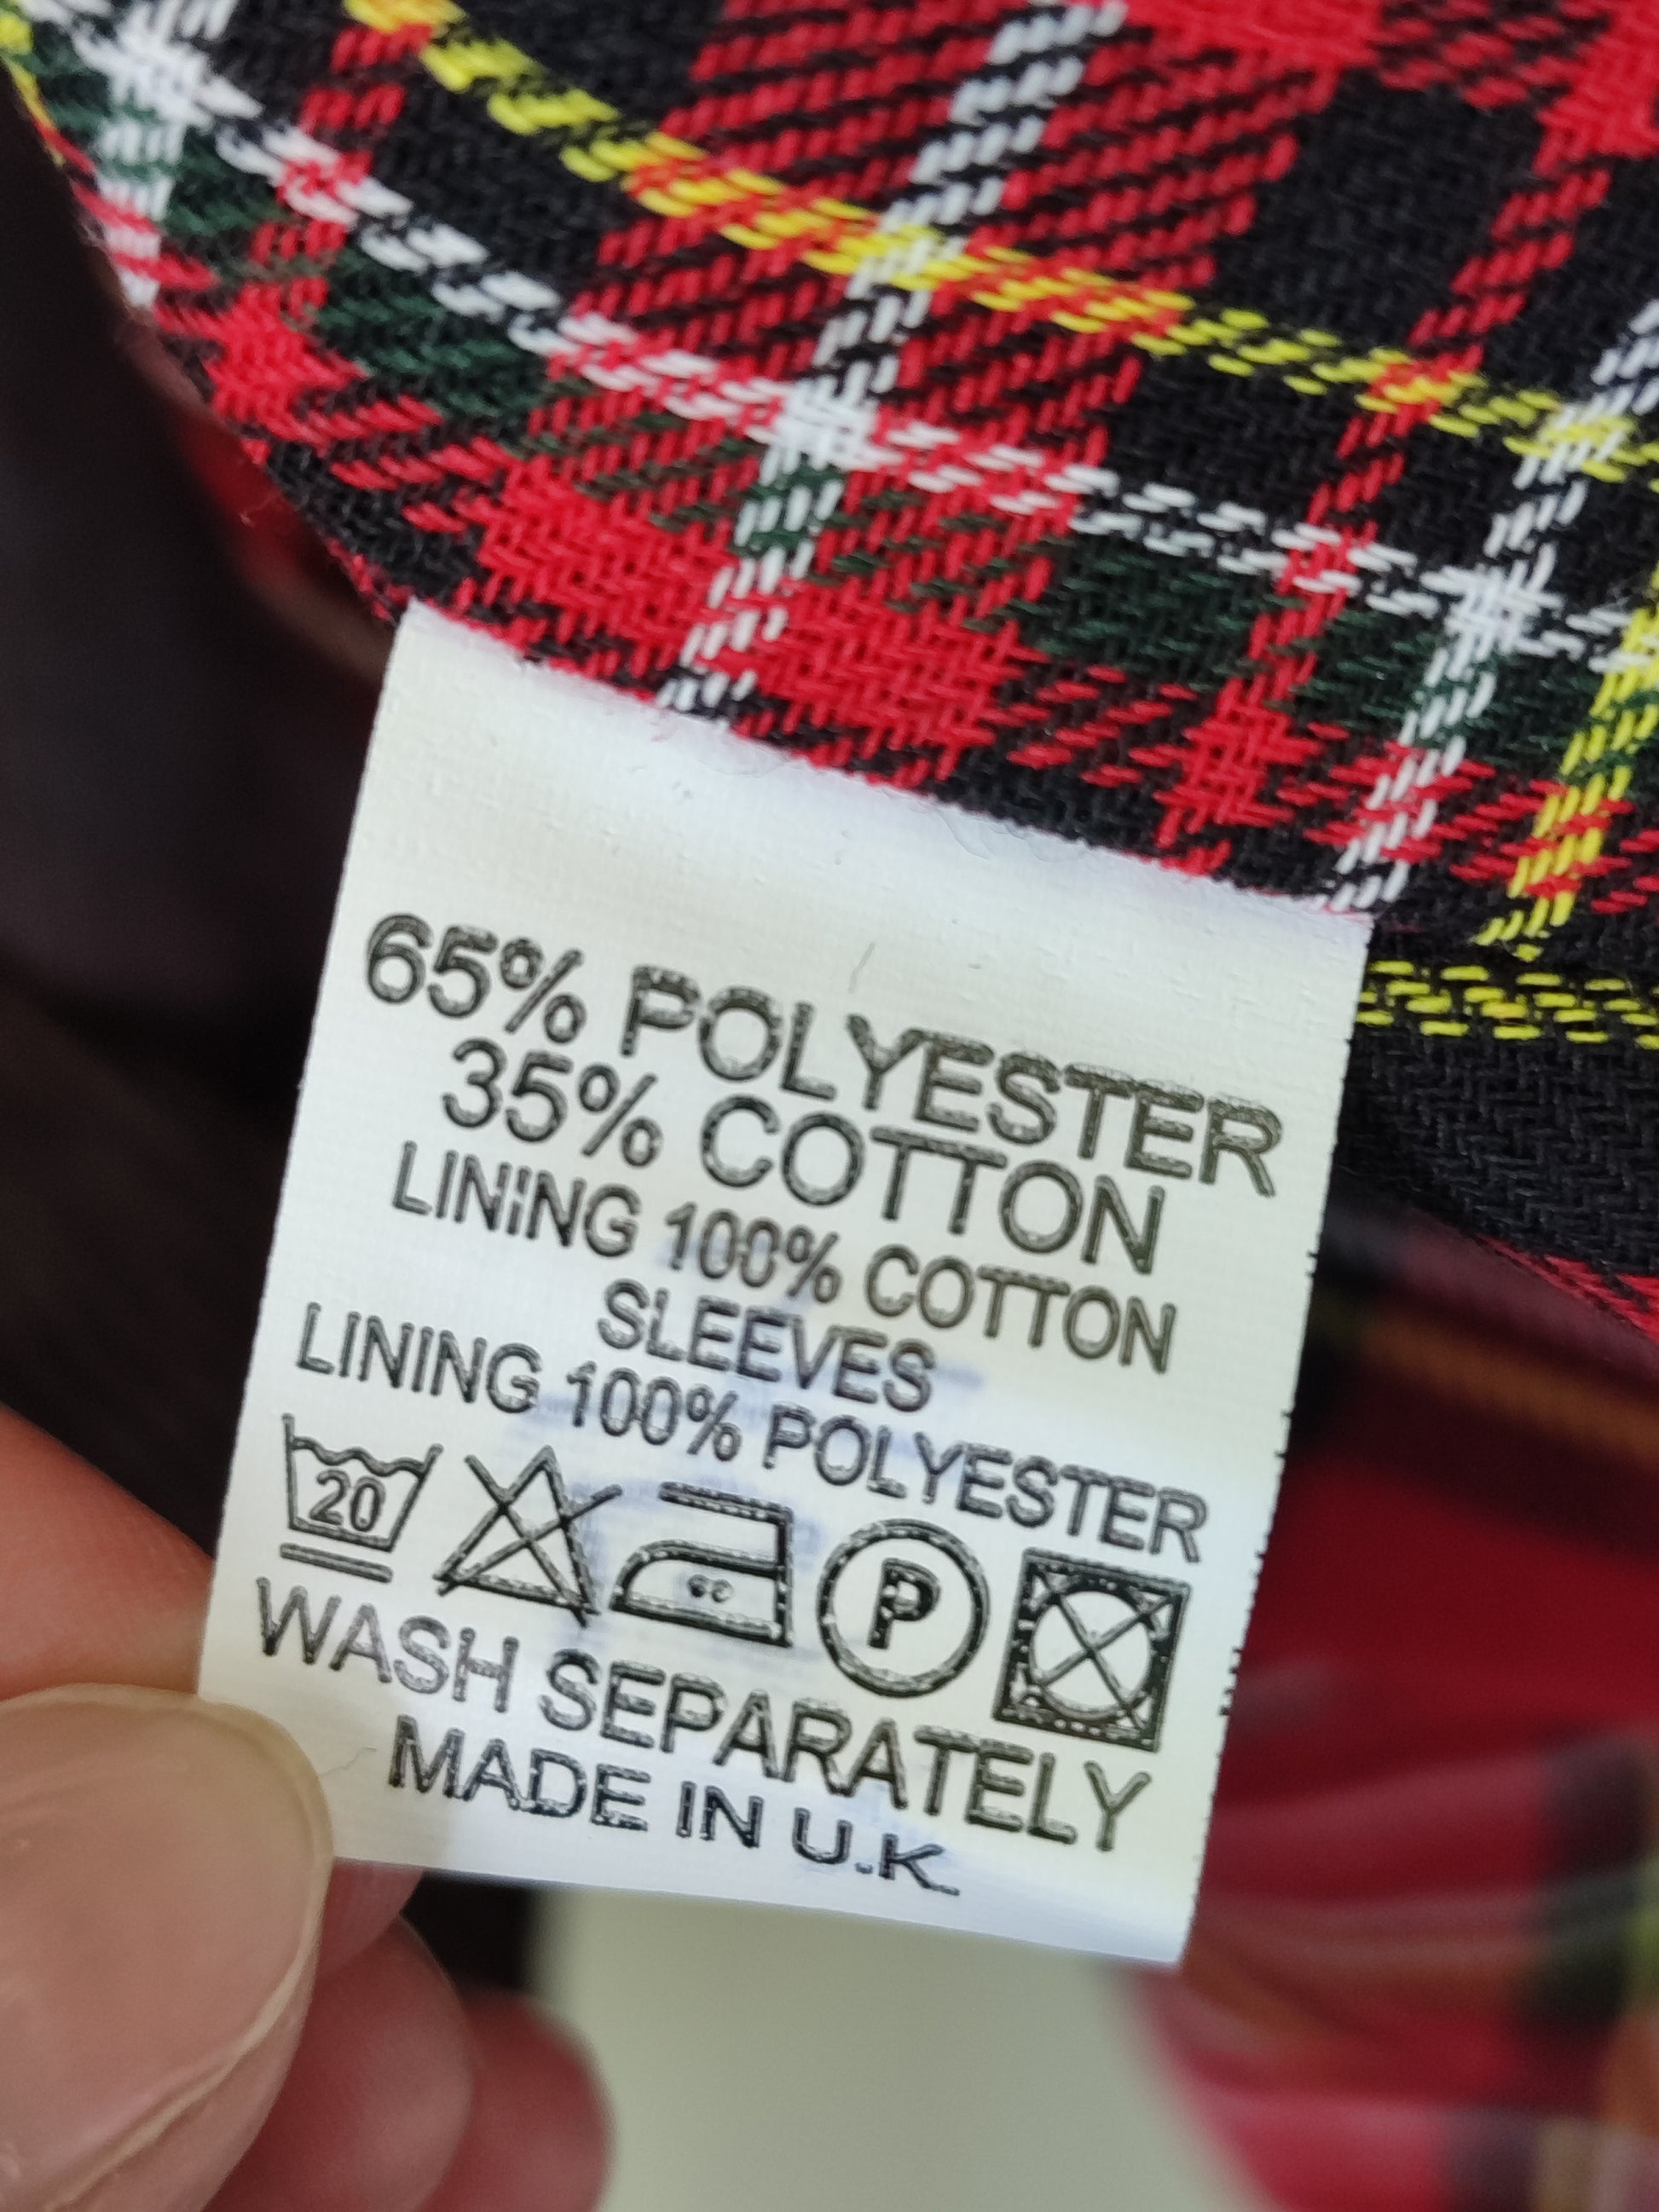 65% POLYESTER
35% COTTON
LINING 100% COTTON
SLEEVES
LINING 100% POLYESTER
20 P
WASH SEPARATELY
MADE IN U.K.